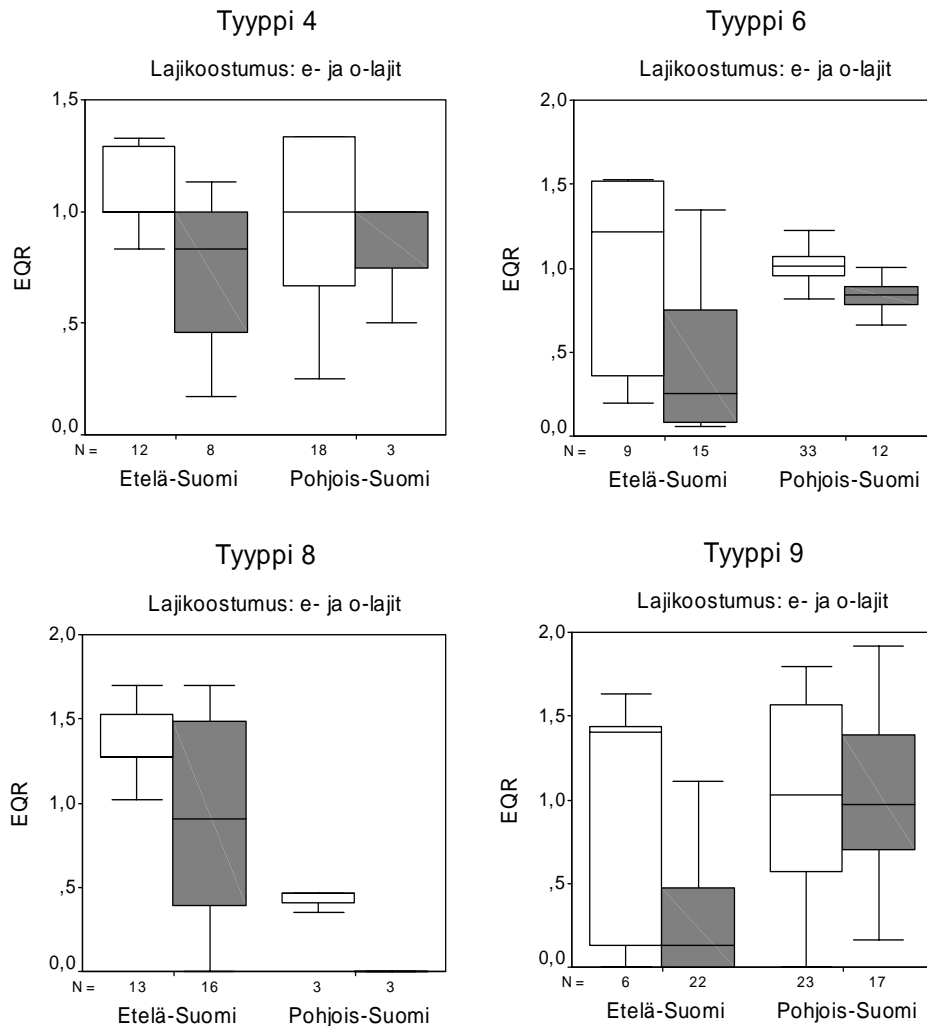 Tyyppi 4
Lajikoostumus: e- ja o-lajit
1,5
1,0
,5
0,0
EQR
N = 12 8 18 3
Etelä-Suomi Pohjois-Suomi
Tyyppi 6
Lajikoostumus: e- ja o-lajit
2,0
1,5
1,0
,5
0,0
EQR
N = 9 15 33 12
Etelä-Suomi Pohjois-Suomi
Tyyppi 8
Lajikoostumus: e- ja o-lajit
2,0
1,5
1,0
,5
0,0
EQR
N = 13 16 3 3
Etelä-Suomi Pohjois-Suomi
Tyyppi 9
Lajikoostumus: e- ja o-lajit
2,0
1,5
1,0
,5
0,0
EQR
N = 6 22 23 17
Etelä-Suomi Pohjois-Suomi